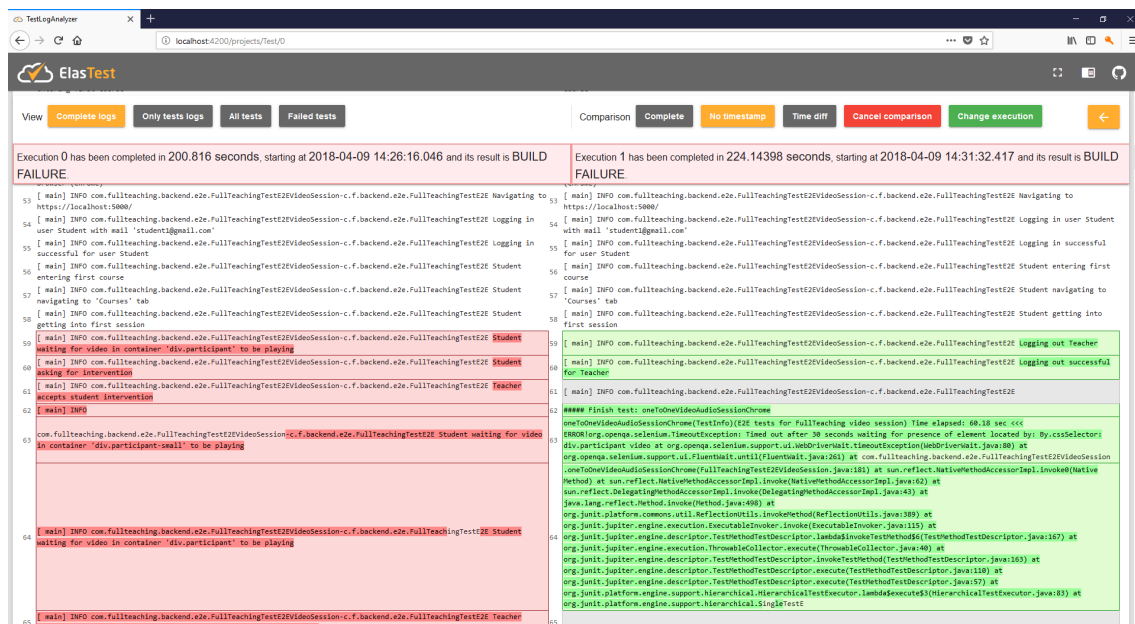 TestLogAnalyzer
localhost:4200/projects/Test/0
ElasTest
View Complete logs Only tests logs All tests Failed tests
Comparison Complete No timestamp Time diff Cancel comparison Change execution
Execution 0 has been completed in 200.816 seconds, starting at 2018-04-09 14:26:16.046 and its result is BUILD
FAILURE.
Execution 1 has been completed in 224.14398 seconds, starting at 2018-04-09 14:31:32.417 and its result is BUILD
FAILURE.
53 [ main] INFO com.fullteaching.backend.e2e.FullTeachingTestE2EVideoSession-c.f.backend.e2e.FullTeachingTestE2E Navigating to
https://localhost:5000/
54 [ main] INFO com.fullteaching.backend.e2e.FullTeachingTestE2EVideoSession-c.f.backend.e2e.FullTeachingTestE2E Logging in
user Student with mail 'student1@gmail.com'
55 [ main] INFO com.fullteaching.backend.e2e.FullTeachingTestE2EVideoSession-c.f.backend.e2e.FullTeachingTestE2E Logging in
successful for user Student
56 [ main] INFO com.fullteaching.backend.e2e.FullTeachingTestE2EVideoSession-c.f.backend.e2e.FullTeachingTestE2E Student
entering first course
57 [ main] INFO com.fullteaching.backend.e2e.FullTeachingTestE2EVideoSession-c.f.backend.e2e.FullTeachingTestE2E Student
navigating to 'Courses' tab
58 [ main] INFO com.fullteaching.backend.e2e.FullTeachingTestE2EVideoSession-c.f.backend.e2e.FullTeachingTestE2E Student
getting into first session
59 [ main] INFO com.fullteaching.backend.e2e.FullTeachingTestE2EVideoSession-c.f.backend.e2e.FullTeachingTestE2E Student
waiting for video in container 'div.participant' to be playing
60 [ main] INFO com.fullteaching.backend.e2e.FullTeachingTestE2EVideoSession-c.f.backend.e2e.FullTeachingTestE2E Student
asking for intervention
61 [ main] INFO com.fullteaching.backend.e2e.FullTeachingTestE2EVideoSession-c.f.backend.e2e.FullTeachingTestE2E Teacher
accepts student intervention
62 [ main] INFO
63 com.fullteaching.backend.e2e.FullTeachingTestE2EVideoSession-c.f.backend.e2e.FullTeachingTestE2E Student waiting for video
in container 'div.participant-small' to be playing
64 [ main] INFO com.fullteaching.backend.e2e.FullTeachingTestE2EVideoSession-c.f.backend.e2e.FullTeachingTestE2E Student
waiting for video in container 'div.participant' to be playing
65 [ main] INFO com.fullteaching.backend.e2e.FullTeachingTestE2EVideoSession-c.f.backend.e2e.FullTeachingTestE2E Teacher
53 [ main] INFO com.fullteaching.backend.e2e.FullTeachingTestE2EVideoSession-c.f.backend.e2e.FullTeachingTestE2E Navigating to
https://localhost:5000/
54 [ main] INFO com.fullteaching.backend.e2e.FullTeachingTestE2EVideoSession-c.f.backend.e2e.FullTeachingTestE2E Logging in user Student
with mail 'student1@gmail.com'
55 [ main] INFO com.fullteaching.backend.e2e.FullTeachingTestE2EVideoSession-c.f.backend.e2e.FullTeachingTestE2E Logging in successful
for user Student
56 [ main] INFO com.fullteaching.backend.e2e.FullTeachingTestE2EVideoSession-c.f.backend.e2e.FullTeachingTestE2E Student entering first
course
57 [ main] INFO com.fullteaching.backend.e2e.FullTeachingTestE2EVideoSession-c.f.backend.e2e.FullTeachingTestE2E Student navigating to
'Courses' tab
58 [ main] INFO com.fullteaching.backend.e2e.FullTeachingTestE2EVideoSession-c.f.backend.e2e.FullTeachingTestE2E Student getting into
first session
59 [ main] INFO com.fullteaching.backend.e2e.FullTeachingTestE2EVideoSession-c.f.backend.e2e.FullTeachingTestE2E Logging out Teacher
60 [ main] INFO com.fullteaching.backend.e2e.FullTeachingTestE2EVideoSession-c.f.backend.e2e.FullTeachingTestE2E Logging out successful
for Teacher
61 [ main] INFO com.fullteaching.backend.e2e.FullTeachingTestE2EVideoSession-c.f.backend.e2e.FullTeachingTestE2E
62 ##### Finish test: oneToOneVideoAudioSessionChrome
63 oneToOneVideoAudioSessionChrome(TestInfo)(E2E tests for FullTeaching video session) Time elapsed: 60.18 sec <<<
ERROR!org.openqa.selenium.TimeoutException: Timed out after 30 seconds waiting for presence of element located by: By.cssSelector:
div.participant video at org.openqa.selenium.support.ui.WebDriverWait.timeoutException(WebDriverWait.java:80) at
org.openqa.selenium.support.ui.FluentWait.until(FluentWait.java:261) at com.fullteaching.backend.e2e.FullTeachingTestE2EVideoSession
64 .oneToOneVideoAudioSessionChrome(FullTeachingTestE2EVideoSession.java:181) at sun.reflect.NativeMethodAccessorImpl.invoke0(Native
Method) at sun.reflect.NativeMethodAccessorImpl.invoke(NativeMethodAccessorImpl.java:62) at
sun.reflect.DelegatingMethodAccessorImpl.invoke(DelegatingMethodAccessorImpl.java:43) at
java.lang.reflect.Method.invoke(Method.java:498) at
org.junit.platform.commons.util.ReflectionUtils.invokeMethod(ReflectionUtils.java:389) at
org.junit.jupiter.engine.execution.ExecutableInvoker.invoke(ExecutableInvoker.java:115) at
org.junit.jupiter.engine.descriptor.TestMethodTestDescriptor.lambda$invokeTestMethod$6(TestMethodTestDescriptor.java:167) at
org.junit.jupiter.engine.execution.ThrowableCollector.execute(ThrowableCollector.java:40) at
org.junit.jupiter.engine.descriptor.TestMethodTestDescriptor.invokeTestMethod(TestMethodTestDescriptor.java:163) at
org.junit.jupiter.engine.descriptor.TestMethodTestDescriptor.execute(TestMethodTestDescriptor.java:110) at
org.junit.jupiter.engine.descriptor.TestMethodTestDescriptor.execute(TestMethodTestDescriptor.java:57) at
org.junit.platform.engine.support.hierarchical.HierarchicalTestExecutor.lambda$execute$3(HierarchicalTestExecutor.java:83) at
org.junit.platform.engine.support.hierarchical.SingleTestE
65